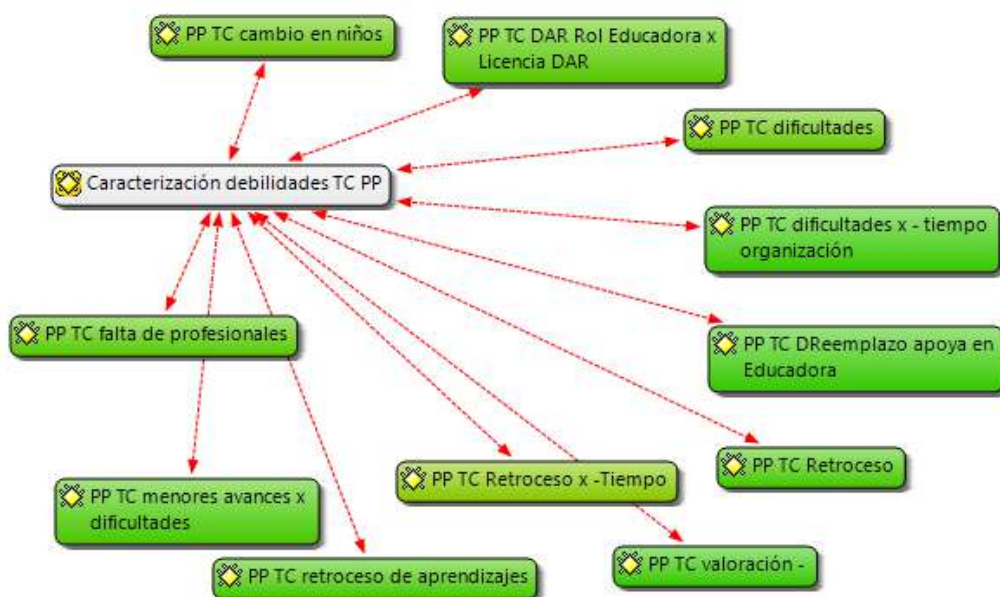 PP TC cambio en niños
PP TC DAR Rol Educadora x
Licencia DAR
PP TC dificultades
Caracterización debilidades TC PP
PP TC dificultades x - tiempo
organización
PP TC falta de profesionales
PP TC DReemplazo apoya en
Educadora
PP TC Retroceso
PP TC Retroceso x -Tiempo
PP TC menores avances x
dificultades
PP TC retroceso de aprendizajes
PP TC valoración -